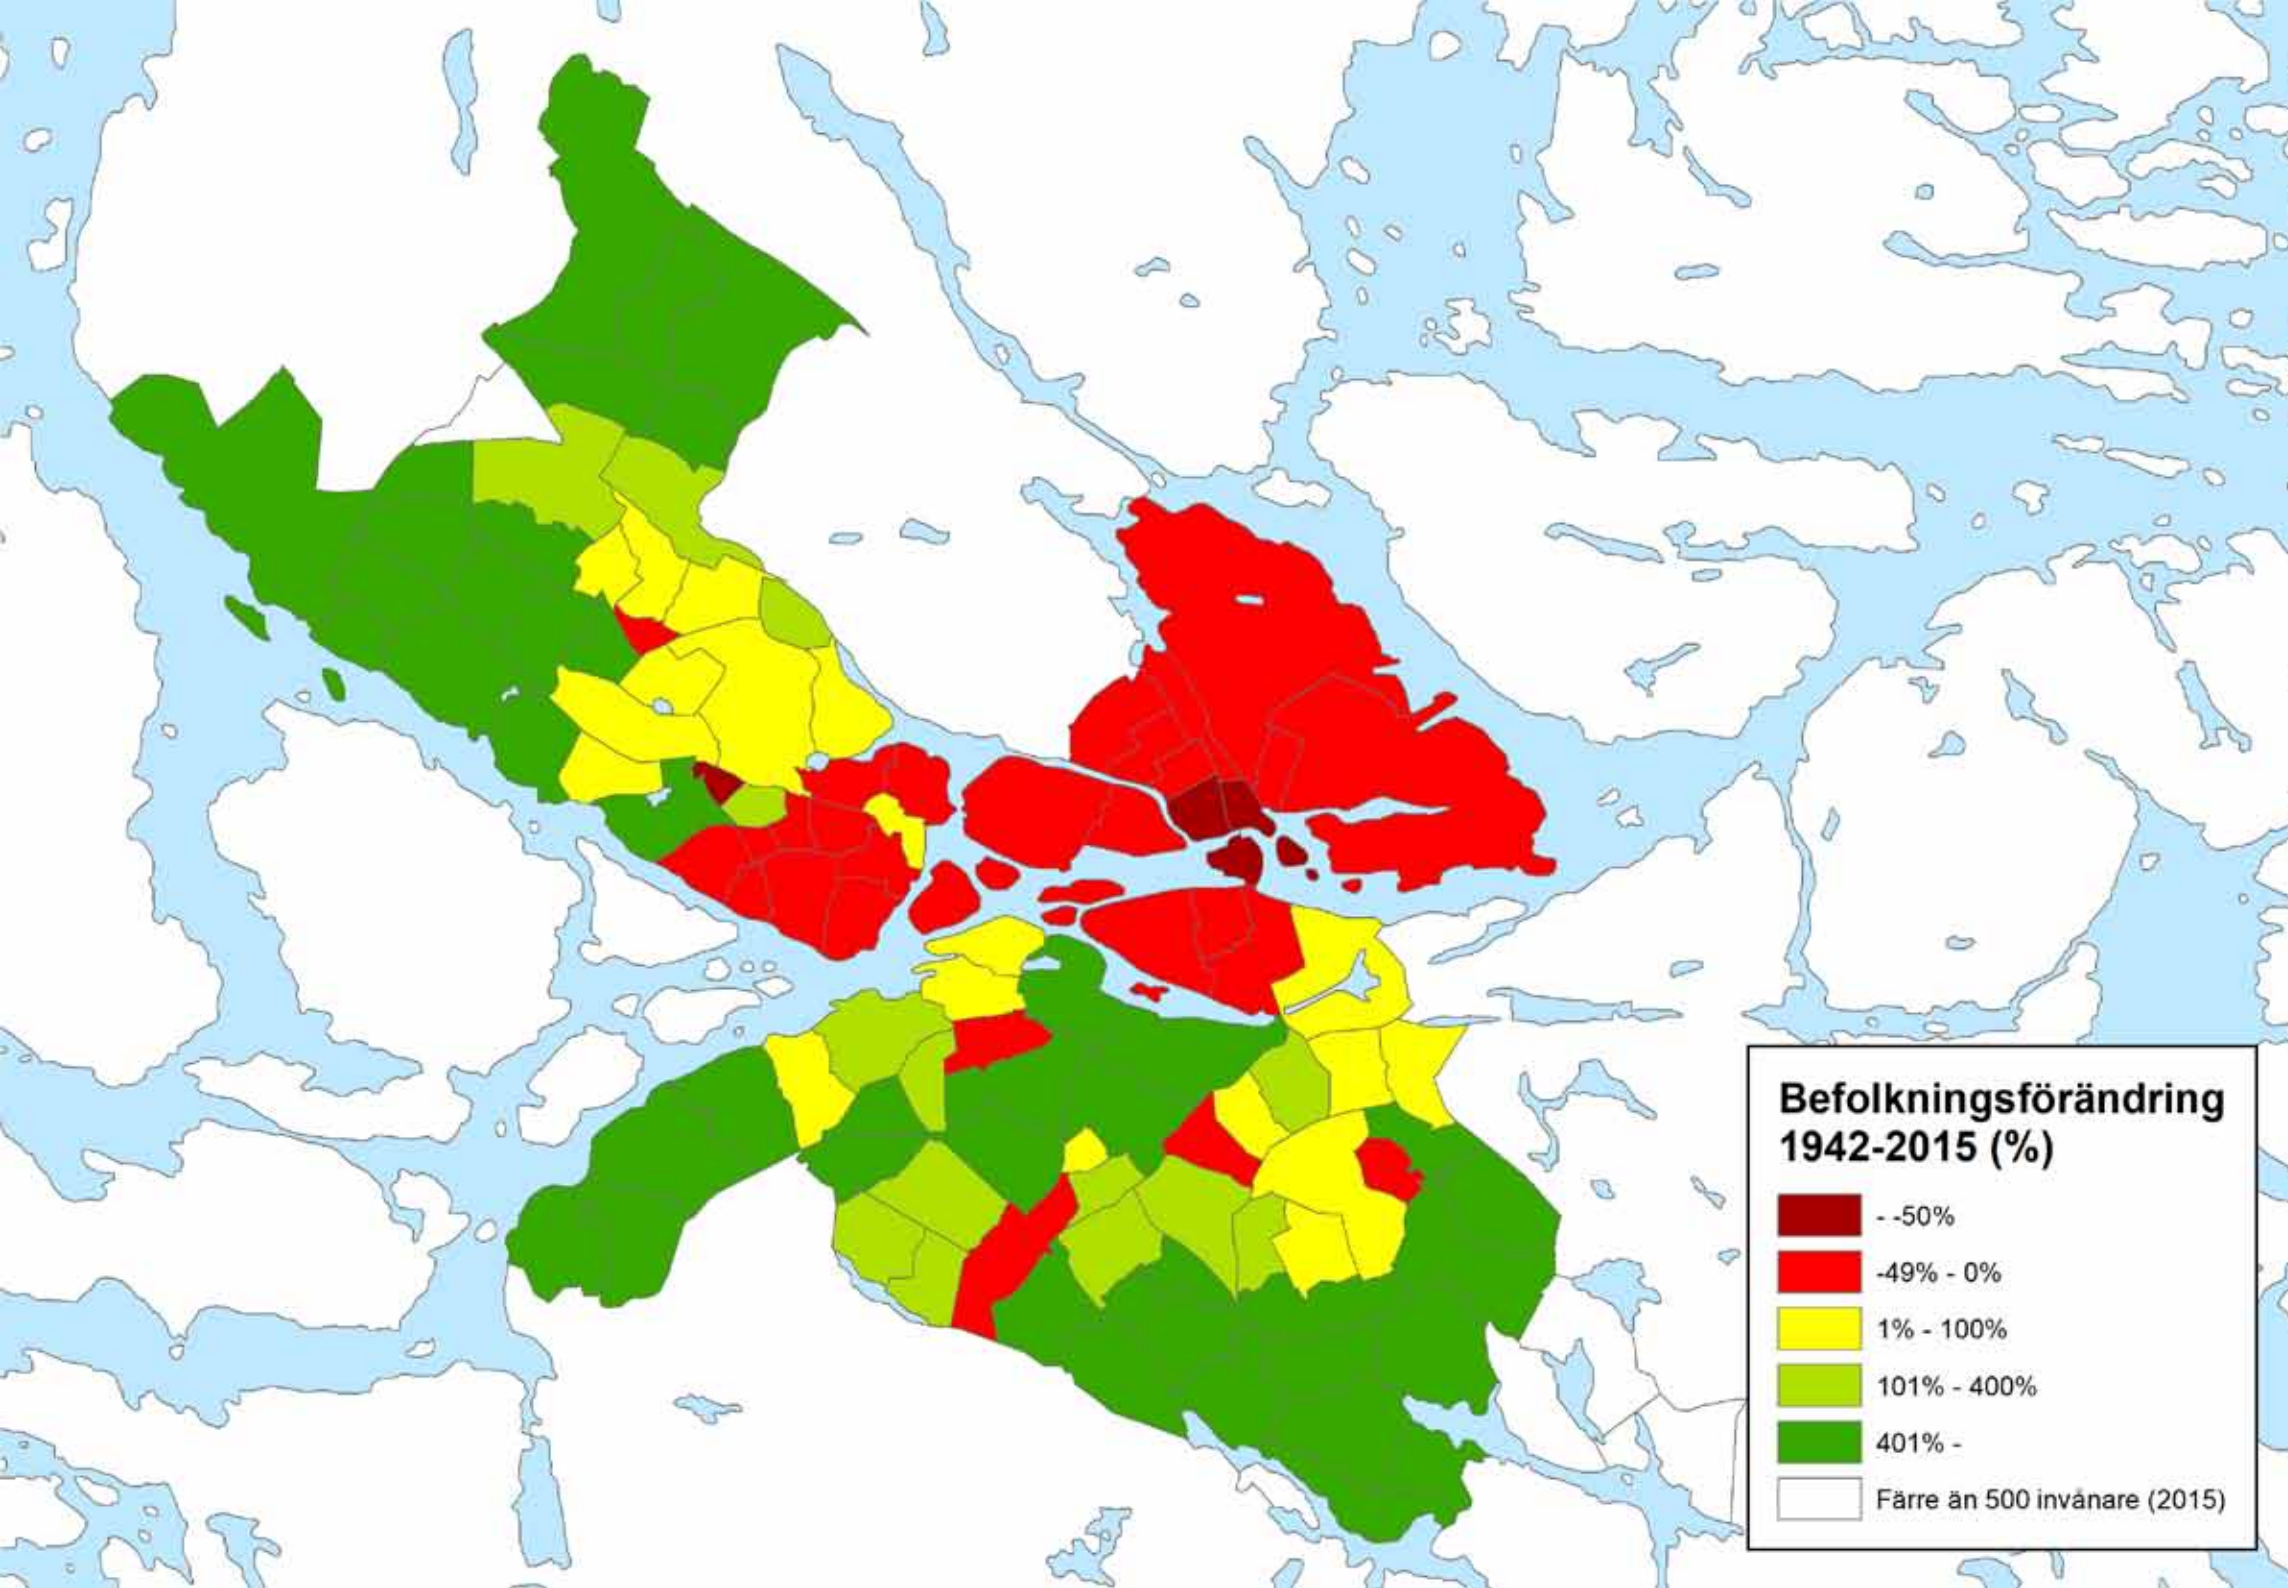 Befolkningsförändring
1942-2015 (%)
- -50%
-49% - 0%
1% - 100%
101% - 400%
401% -
Färre än 500 invånare (2015)